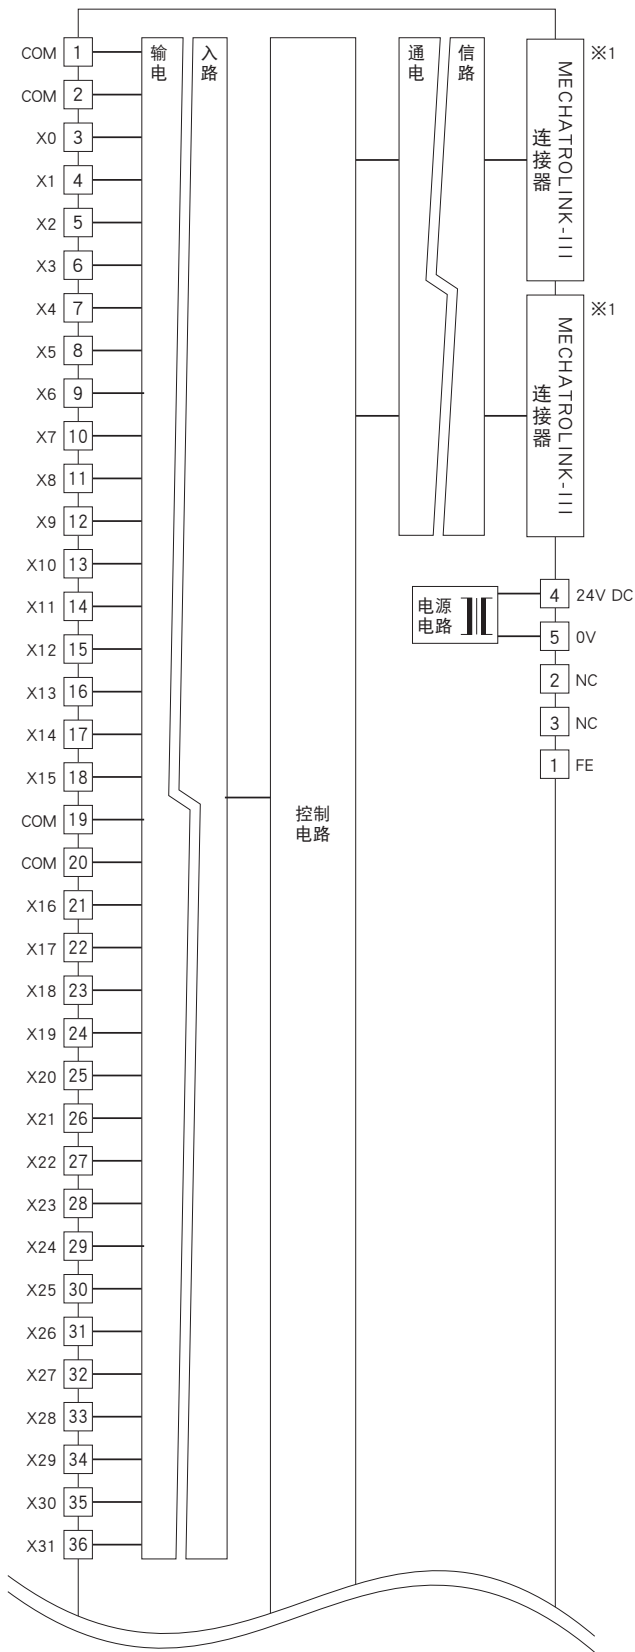 COM 1
COM 2
X0 3
X1 4
X2 5
X3 6
X4 7
X5 8
X6 9
X7 10
X8 11
X9 12
X10 13
X11 14
X12 15
X13 16
X14 17
X15 18
COM 19
COM 20
X16 21
X17 22
X18 23
X19 24
X20 25
X21 26
X22 27
X23 28
X24 29
X25 30
X26 31
X27 32
X28 33
X29 34
X30 35
X31 36
输入
电路
控制
电路
通信
电路
MECHATROLINK-III
连接器
※1
MECHATROLINK-III
连接器
※1
电源
电路
4 24V DC
5 0V
2 NC
3 NC
1 FE